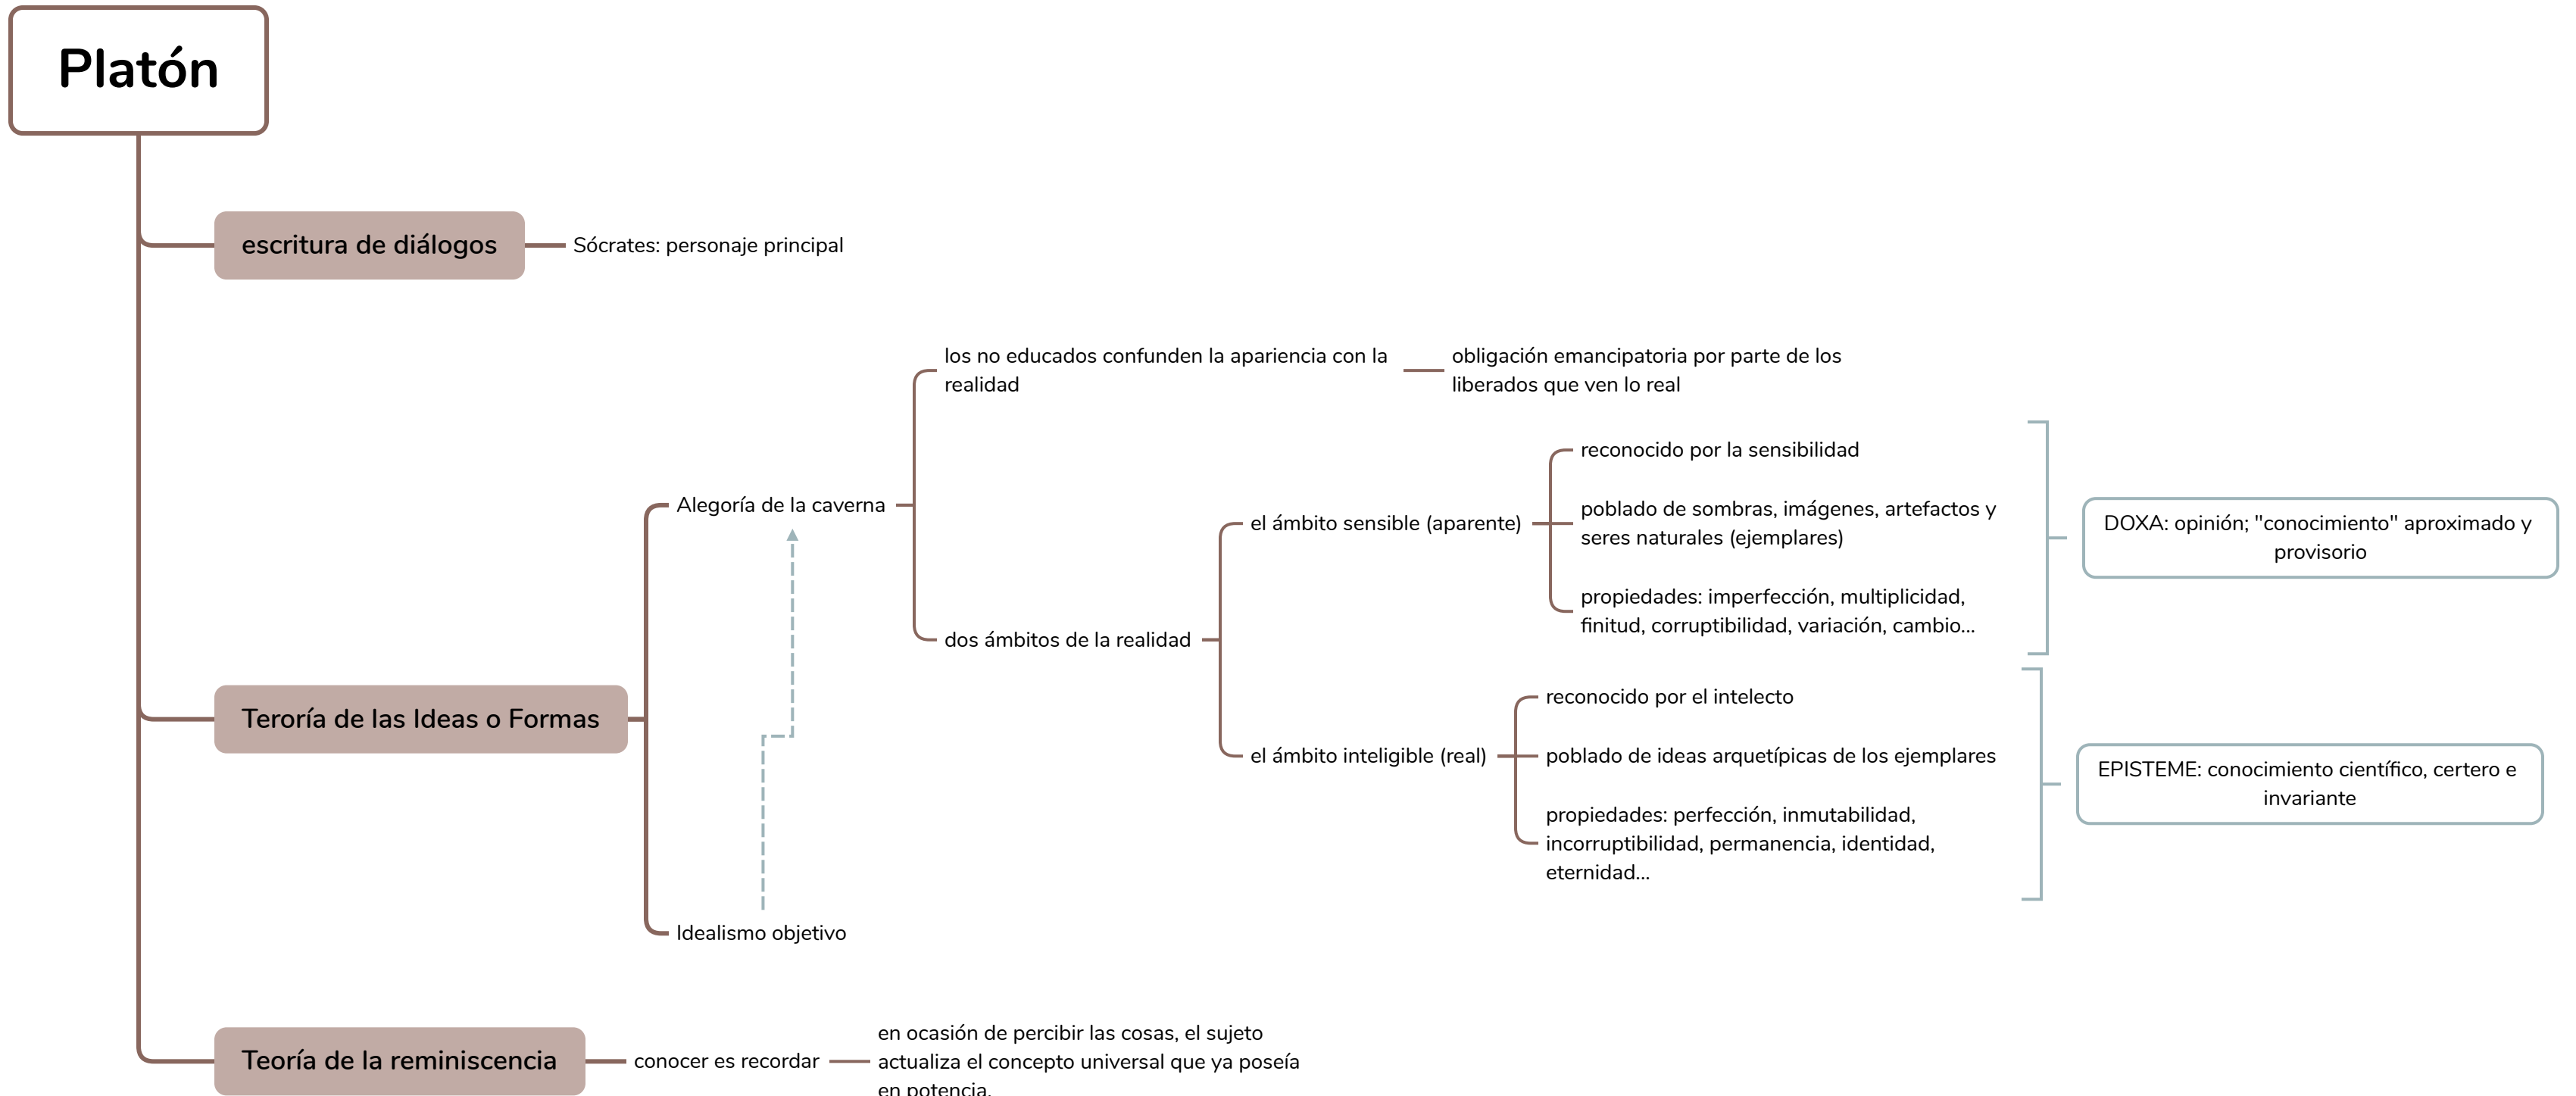 Platón
escritura de diálogos
Sócrates: personaje principal
los no educados confunden la apariencia con la
realidad
obligación emancipatoria por parte de los
liberados que ven lo real
Alegoría de la caverna
dos ámbitos de la realidad
el ámbito sensible (aparente)
reconocido por la sensibilidad
poblado de sombras, imágenes, artefactos y
seres naturales (ejemplares)
propiedades: imperfección, multiplicidad,
finitud, corruptibilidad, variación, cambio...
DOXA: opinión; "conocimiento" aproximado y
provisorio
Teroría de las Ideas o Formas
el ámbito inteligible (real)
reconocido por el intelecto
poblado de ideas arquetípicas de los ejemplares
propiedades: perfección, inmutabilidad,
incorruptibilidad, permanencia, identidad,
eternidad...
EPISTEME: conocimiento científico, certero e
invariante
Idealismo objetivo
Teoría de la reminiscencia
conocer es recordar
en ocasión de percibir las cosas, el sujeto
actualiza el concepto universal que ya poseía
en potencia.